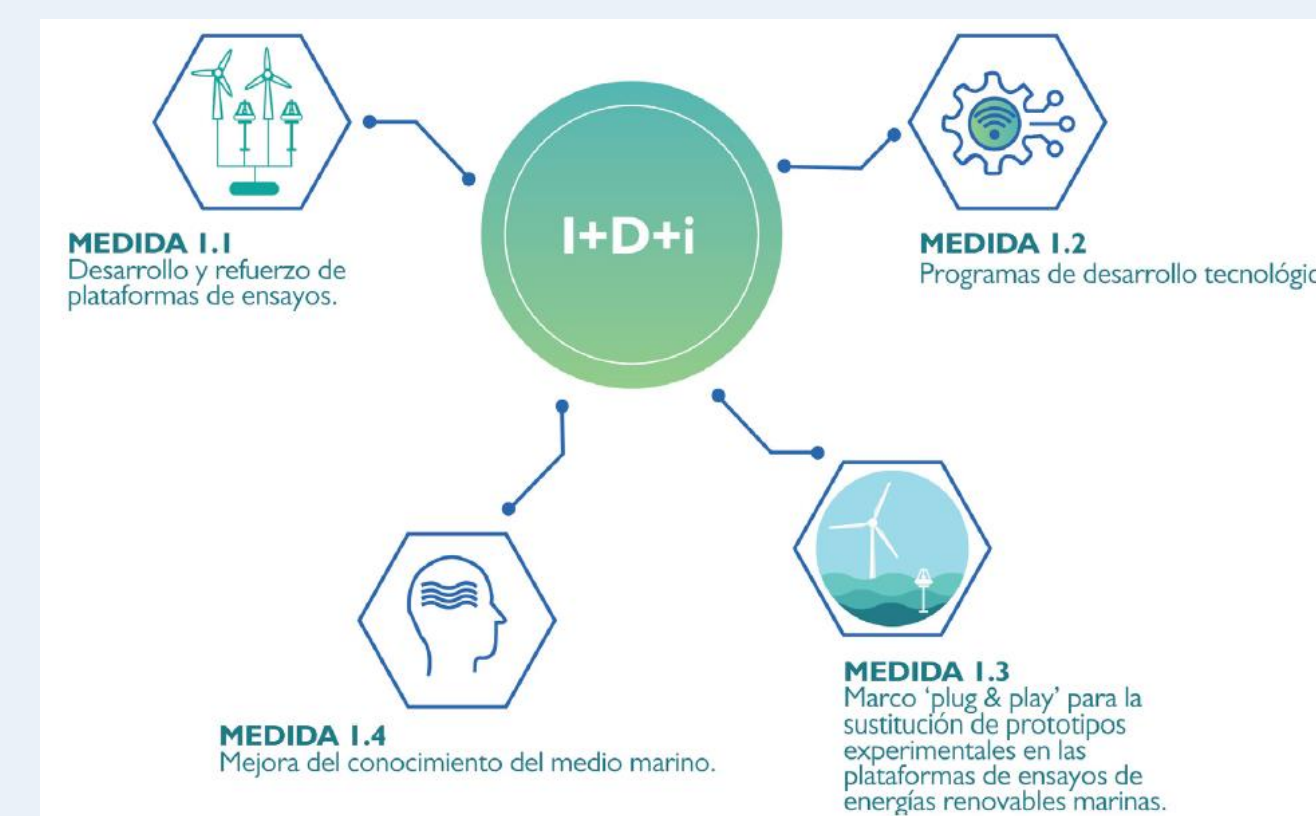 I+D+i
MEDIDA 1.1
Desarrollo y refuerzo de
plataformas de ensayos.
MEDIDA 1.2
Programas de desarrollo
MEDIDA 1.4
Mejora del conocimiento del medio marino.
MEDIDA 1.3
Marco ‘plug & play’ para la
sustitución de prototipos
experimentales en las
plataformas de ensayos de
energías renovables marinas.